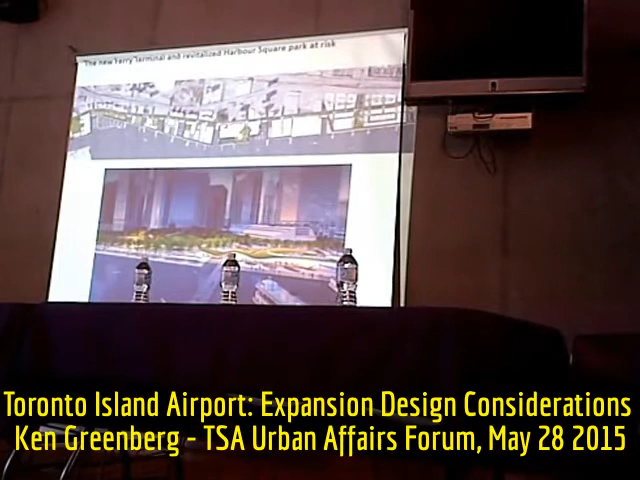 The new Ferry Terminal and revitalized Harbour Square park at risk
Toronto Island Airport: Expansion Design Considerations
Ken Greenberg - TSA Urban Affairs Forum, May 28 2015